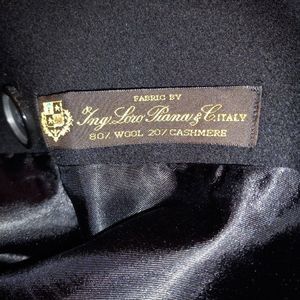 FABRIC BY
Ing. Loro Piana & C. ITALY
80% WOOL 20% CASHMERE